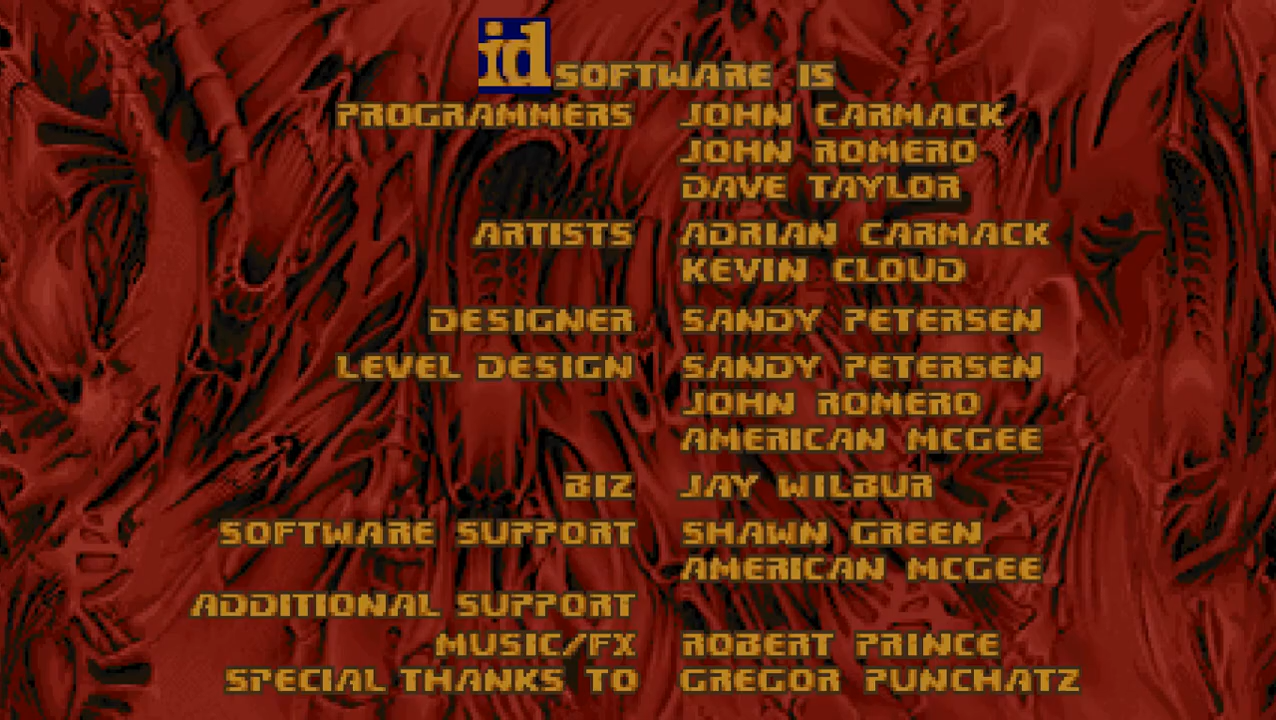 id SOFTWARE IS
PROGRAMMERS JOHN CARMACK
JOHN ROMERO
DAVE TAYLOR
ARTISTS ADRIAN CARMACK
KEVIN CLOUD
DESIGNER SANDY PETERSEN
LEVEL DESIGN SANDY PETERSEN
JOHN ROMERO
AMERICAN MCGEE
BIZ JAY WILBUR
SOFTWARE SUPPORT SHAWN GREEN
AMERICAN MCGEE
ADDITIONAL SUPPORT
MUSIC/FX ROBERT PRINCE
SPECIAL THANKS TO GREGOR PUNCHATZ